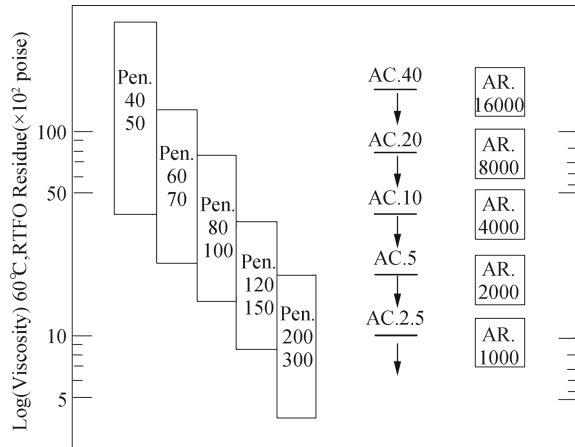 Log(Viscosity) 60℃,RTFO Residue(×10² poise)
100
50
10
5
Pen.
40
50
Pen.
60
70
Pen.
80
100
Pen.
120
150
Pen.
200
300
AC.40
AC.20
AC.10
AC.5
AC.2.5
AR.
16000
AR.
8000
AR.
4000
AR.
2000
AR.
1000